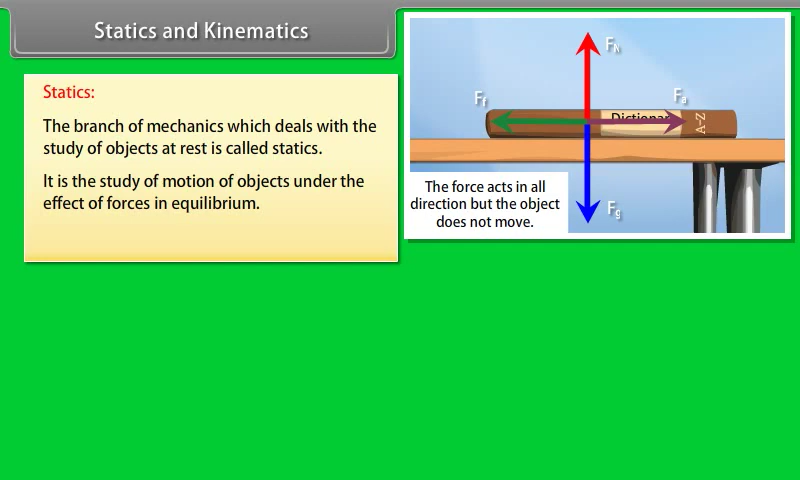 Statics and Kinematics
Statics:
The branch of mechanics which deals with the
study of objects at rest is called statics.
It is the study of motion of objects under the
effect of forces in equilibrium.
FN
Ff
Fa
Dictionar
A-Z
Fg
The force acts in all
direction but the object
does not move.